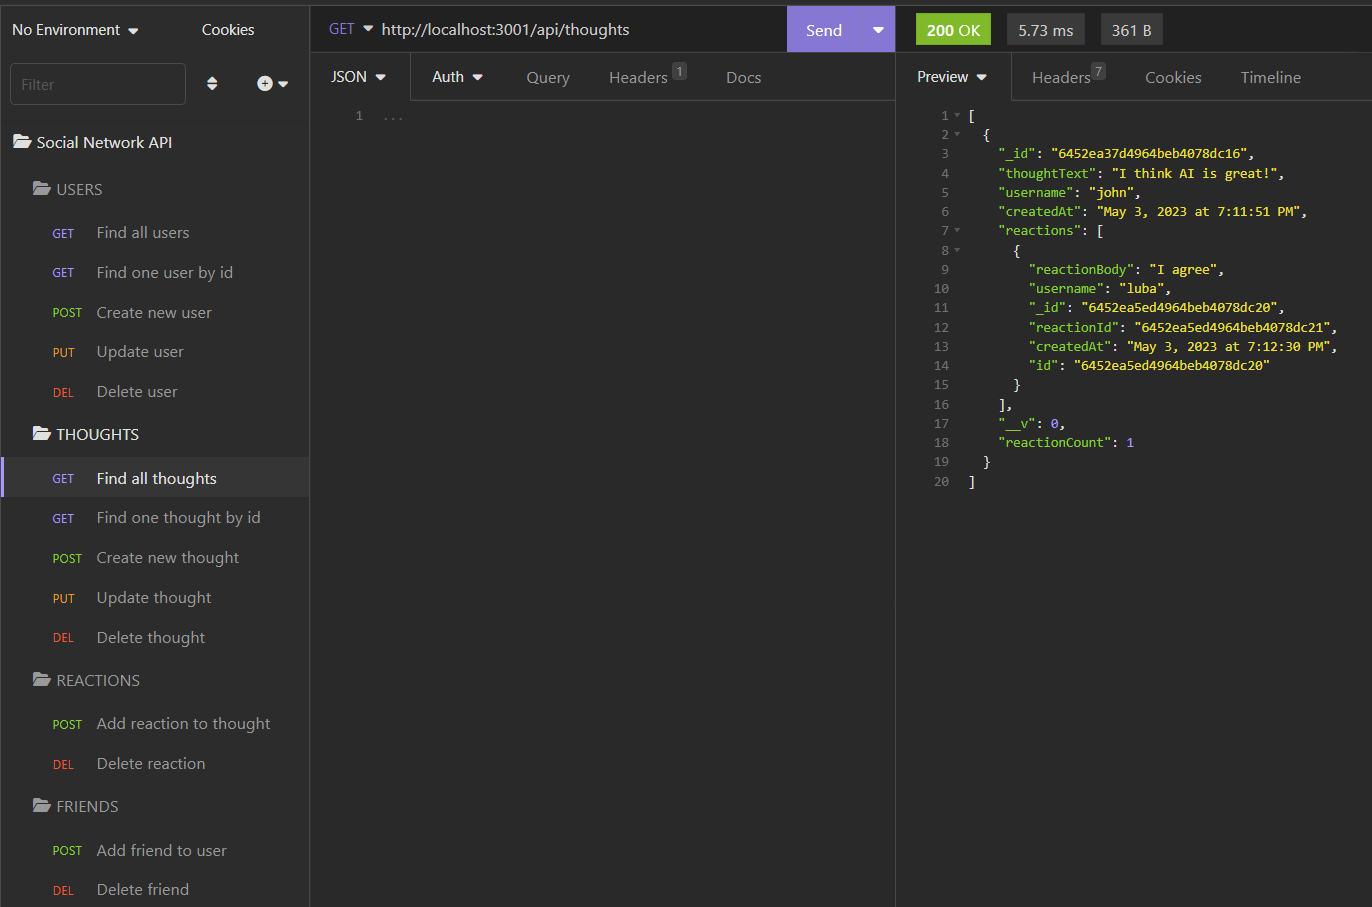 No Environment
Cookies
Filter
Social Network API
USERS
GET Find all users
GET Find one user by id
POST Create new user
PUT Update user
DEL Delete user
THOUGHTS
GET Find all thoughts
GET Find one thought by id
POST Create new thought
PUT Update thought
DEL Delete thought
REACTIONS
POST Add reaction to thought
DEL Delete reaction
FRIENDS
POST Add friend to user
DEL Delete friend
GET http://localhost:3001/api/thoughts
Send
JSON Auth Query Headers 1 Docs
1 ...
200 OK 5.73 ms 361 B
Preview Headers 7 Cookies Timeline
1 [
2 {
3 "_id": "6452ea37d4964beb4078dc16",
4 "thoughtText": "I think AI is great!",
5 "username": "john",
6 "createdAt": "May 3, 2023 at 7:11:51 PM",
7 "reactions": [
8 {
9 "reactionBody": "I agree",
10 "username": "luba",
11 "_id": "6452ea5ed4964beb4078dc20",
12 "reactionId": "6452ea5ed4964beb4078dc21",
13 "createdAt": "May 3, 2023 at 7:12:30 PM",
14 "id": "6452ea5ed4964beb4078dc20"
15 }
16 ],
17 "__v": 0,
18 "reactionCount": 1
19 }
20 ]